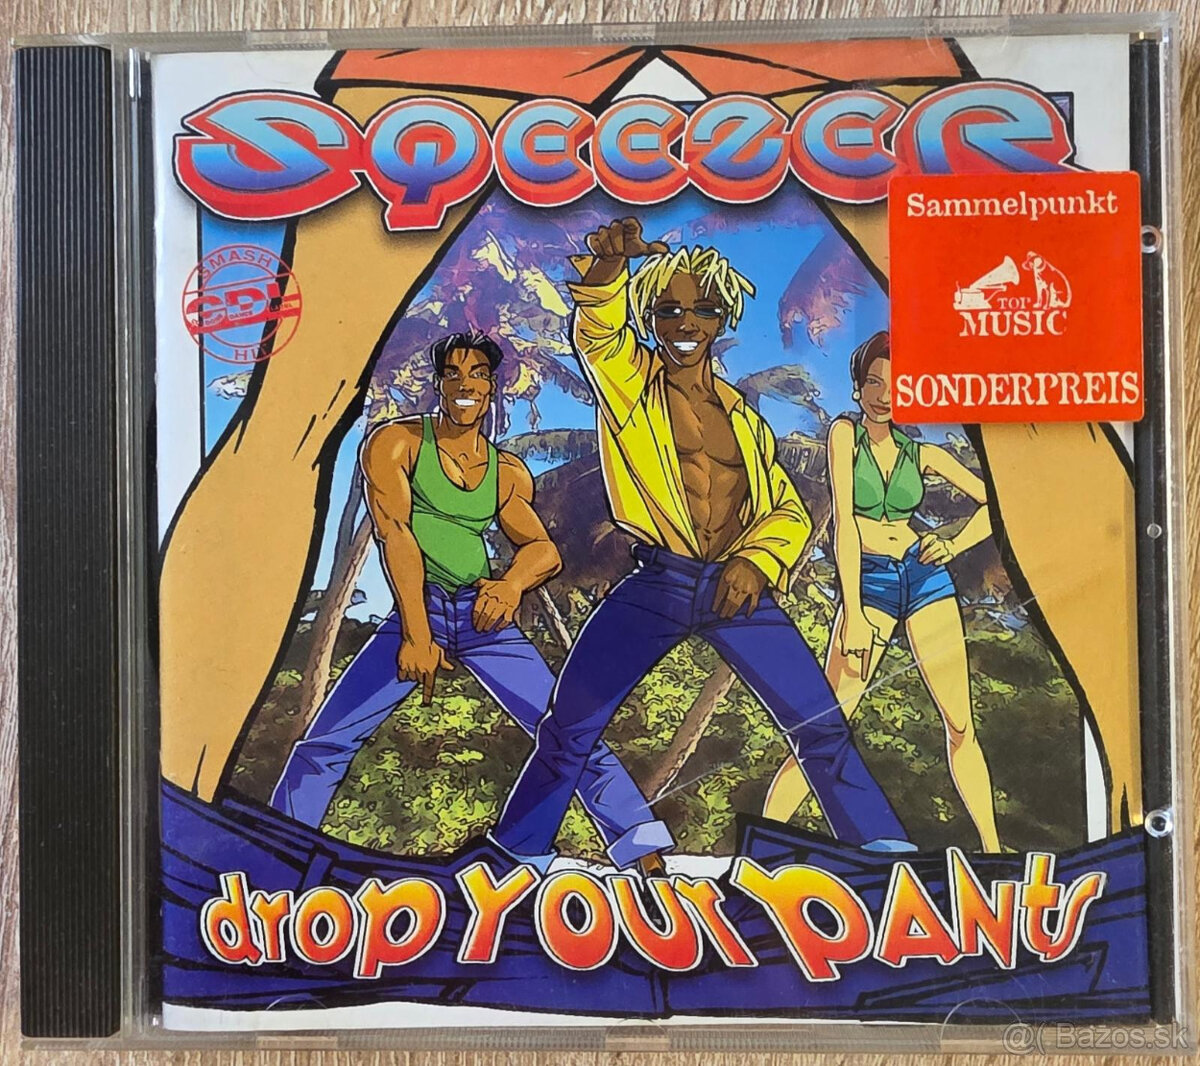 SQEEZER
Sammelpunkt
TOP
MUSIC
SONDERPREIS
SMASH
CDL
HIT
drop YOUr PANts
@( Bazos.sk